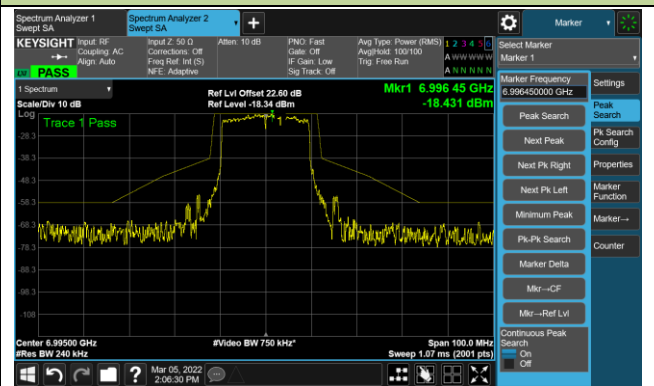 Spectrum Analyzer 1
Swept SA
Spectrum Analyzer 2
Swept SA
Marker
KEYSIGHT
Input: RF
Coupling: AC
Align: Auto
Input Z: 50 Ω
Corrections: Off
Freq Ref: Int (S)
NFE: Adaptive
Atten: 10 dB
PNO: Fast
Gate: Off
IF Gain: Low
Sig Track: Off
Avg Type: Power (RMS)
Avg|Hold: 100/100
Trig: Free Run
1 2 3 4 5 6
A W W W W W
A N N N N N
PASS
Select Marker
Marker 1
1 Spectrum
Scale/Div 10 dB
Ref Lvl Offset 22.60 dB
Ref Level -18.34 dBm
Mkr1 6.996 45 GHz
-18.431 dBm
Log
Trace 1 Pass
1
-28.3
-38.3
-48.3
-58.3
-68.3
-78.3
-88.3
-98.3
-108
Center 6.99500 GHz
#Res BW 240 kHz
#Video BW 750 kHz*
Span 100.0 MHz
Sweep 1.07 ms (2001 pts)
Marker Frequency
6.996450000 GHz
Peak Search
Next Peak
Next Pk Right
Next Pk Left
Minimum Peak
Pk-Pk Search
Marker Delta
Mkr→CF
Mkr→Ref Lvl
Continuous Peak
Search
On
Off
Settings
Peak
Search
Pk Search
Config
Properties
Marker
Function
Marker→
Counter
Mar 05, 2022
2:06:30 PM